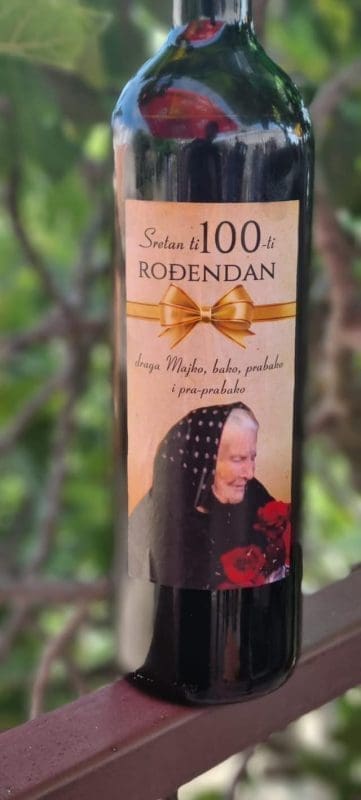 Sretan ti 100-ti
ROĐENDAN
draga Majko, bako, prabako
i pra-prabako